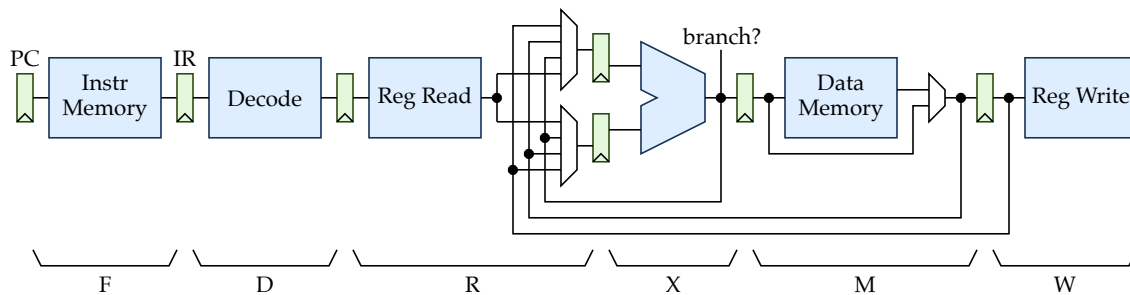 branch?
PC
IR
Instr
Memory
Decode
Reg Read
Data
Memory
Reg Write
F
D
R
X
M
W